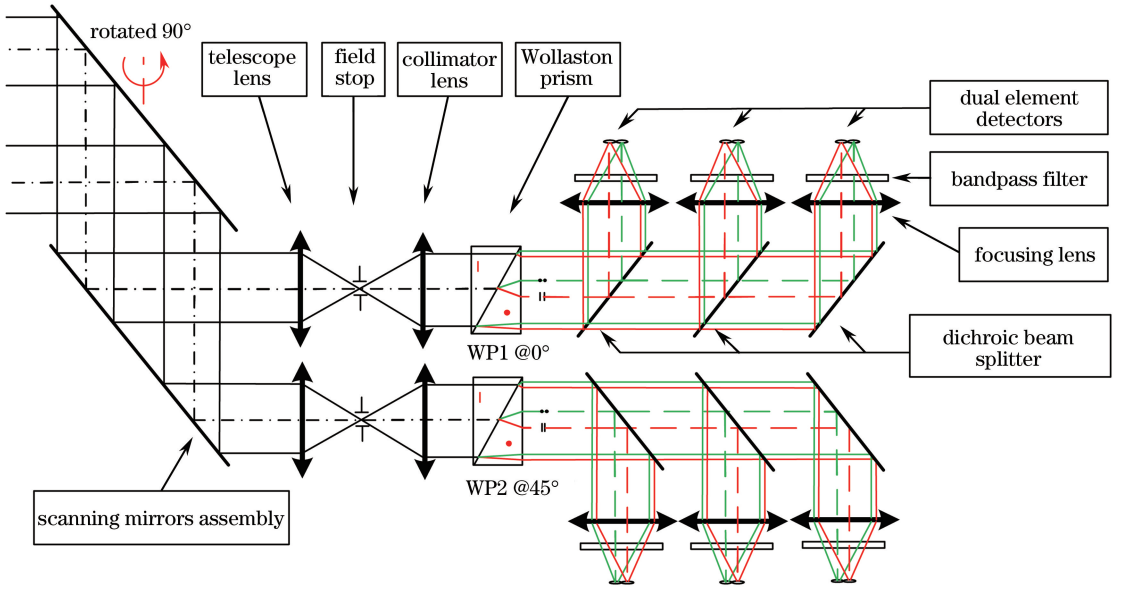 rotated 90°
telescope
lens
field
stop
collimator
lens
Wollaston
prism
dual element
detectors
bandpass filter
focusing lens
dichroic beam
splitter
WP1 @0°
WP2 @45°
scanning mirrors assembly